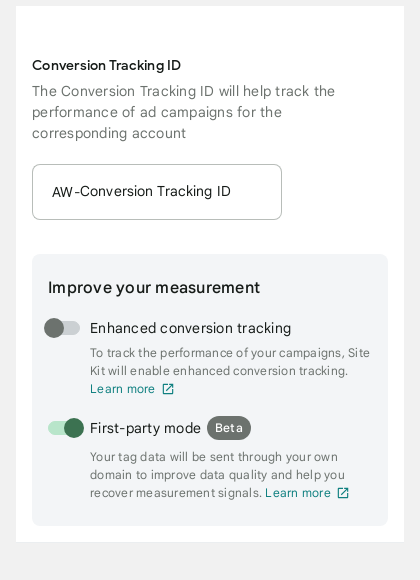 Conversion Tracking ID
The Conversion Tracking ID will help track the
performance of ad campaigns for the
corresponding account
AW-Conversion Tracking ID
Improve your measurement
Enhanced conversion tracking
To track the performance of your campaigns, Site
Kit will enable enhanced conversion tracking.
Learn more
First-party mode Beta
Your tag data will be sent through your own
domain to improve data quality and help you
recover measurement signals. Learn more